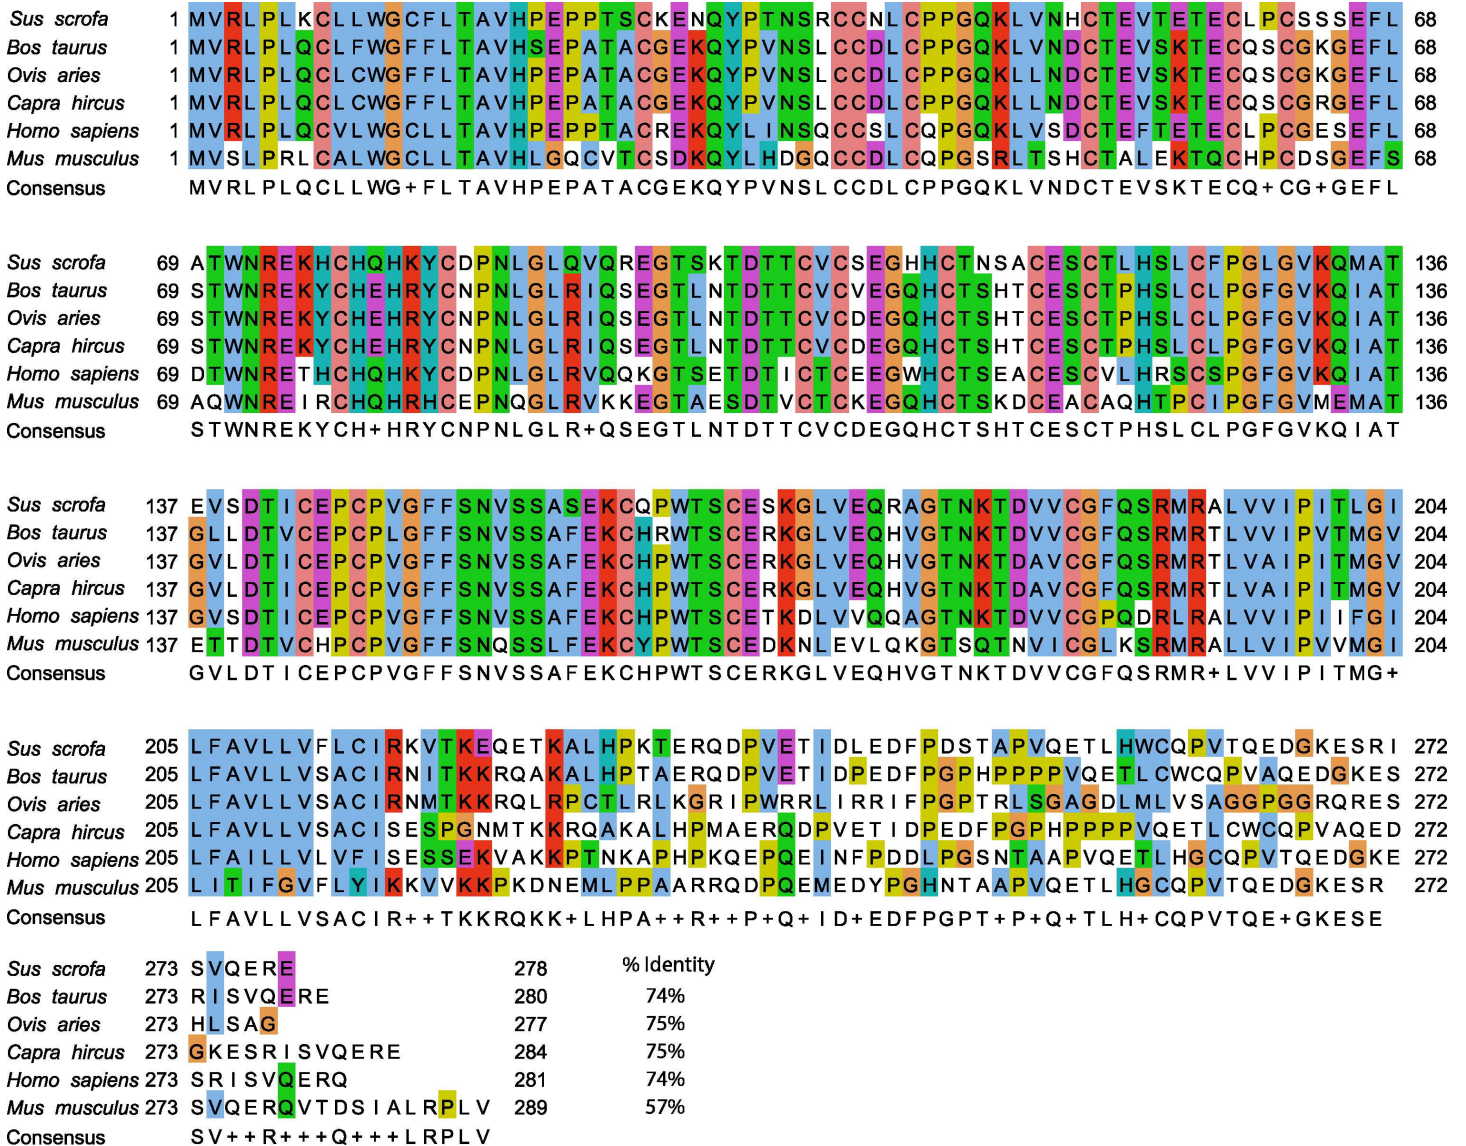 Sus scrofa 1 MVRLPLKCLLWGCFLTAVHPEPPTSCKENQYPTNSRCCNLCPPGQKLVNHCTEVTETECLPCSSSEFL 68
Bos taurus 1 MVRLPLQCLFWGFFLTAVHSEPATACGEKQYPVNSLCCDLCPPGQKLVNDCTEVSKTECQSCGKGEFL 68
Ovis aries 1 MVRLPLQCLCWGFFLTAVHPEPATACGEKQYPVNSLCCDLCPPGQKLLNDCTEVSKTECQSCGKGEFL 68
Capra hircus 1 MVRLPLQCLCWGFFLTAVHPEPATACGEKQYPVNSLCCDLCPPGQKLLNDCTEVSKTECQSCGRGEFL 68
Homo sapiens 1 MVRLPLQCVLWGCLLTAVHPEPPTACREKQYLINSQCCSLCQPGQKLVSDCTEFTETECLPCGESEFL 68
Mus musculus 1 MVSLPRLCALWGCLLTAVHLGQCVTCSDKQYLHDGQCCDLCQPGSRLTSHCTALEKTQCHPCDSGEFS 68
Consensus MVRLPLQCLLWG+FLTAVHPEPATACGEKQYPVNSLCCDLCPPGQKLVNDCTEVSKTECQ+CG+GEFL
Sus scrofa 69 ATWNREKHCHQHKYCDPNLGLQVQREGTSKTDTTCVCSEGHHCTNSACESCTLHSLCFPGLGVKQMAT 136
Bos taurus 69 STWNREKYCHEHRYCNPNLGLRIQSEGTLNTDTTCVCVEGQHCTSHTCESCTPHSLCLPGFGVKQIAT 136
Ovis aries 69 STWNREKYCHEHRYCNPNLGLRIQSEGTLNTDTTCVCDEGQHCTSHTCESCTPHSLCLPGFGVKQIAT 136
Capra hircus 69 STWNREKYCHEHRYCNPNLGLRIQSEGTLNTDTTCVCDEGQHCTSHTCESCTPHSLCLPGFGVKQIAT 136
Homo sapiens 69 DTWNRETHCHQHKYCDPNLGLRVQQKGTSETDTICTCEEGWHCTSEACESCVLHRSCSPGFGVKQIAT 136
Mus musculus 69 AQWNREIRCHQHRHCEPNQGLRVKKEGTAESDTVCTCKEGQHCTSKDCEACAQHTPCIPGFGVMEMAT 136
Consensus STWNREKYCH+HRYCNPNLGLR+QSEGTLNTDTTCVCDEGQHCTSHTCESCTPHSLCLPGFGVKQIAT
Sus scrofa 137 EVSDTICEPCPVGFFSNVSSASEKCQPWTSCESKGLVEQRAGTNKTDVVCGFQSRMRALVVIPITLGI 204
Bos taurus 137 GLLDTVCEPCPLGFFSNVSSAFEKCHRWTSCERKGLVEQHVGTNKTDVVCGFQSRMRTLVVIPVTMGV 204
Ovis aries 137 GVLDTICEPCPVGFFSNVSSAFEKCHPWTSCERKGLVEQHVGTNKTDAVCGFQSRMRTLVAIPITMGV 204
Capra hircus 137 GVLDTICEPCPVGFFSNVSSAFEKCHPWTSCERKGLVEQHVGTNKTDAVCGFQSRMRTLVAIPITMGV 204
Homo sapiens 137 GVSDTICEPCPVGFFSNVSSAFEKCHPWTSCETKDLVVQQAGTNKTDVVCGPQDRLRALVVIPIIFGI 204
Mus musculus 137 ETTDTVCHPCPVGFFSNQSSLFEKCYPWTSCEDKNLEVLQKGTSQTNVICGLKSRMRALLVIPVVMGI 204
Consensus GVLDTICEPCPVGFFSNVSSAFEKCHPWTSCERKGLVEQHVGTNKTDVVCGFQSRMR+LVVIPITMG+
Sus scrofa 205 LFAVLLVFLCIRKVTKEQETKALHPKTERQDPVETIDLEDFPDSTAPVQETLHWCQPVTQEDGKESRI 272
Bos taurus 205 LFAVLLVSACIRNITKKRQAKALHPTAERQDPVETIDPEDFPGPHPPPPVQETLCWCQPVAQEDGKES 272
Ovis aries 205 LFAVLLVSACIRNMTKKRQLRPCTLRLKGRIPWRRLIRRIFPGPTRLSGAGDLMLVSAGGPGGRQRES 272
Capra hircus 205 LFAVLLVSACISESPGNMTKKRQAKALHPMAERQDPVETIDPEDFPGPHPPPPVQETLCWCQPVAQED 272
Homo sapiens 205 LFAILLVLVFISESSEKVAKKPTNKAPHPKQEPQEINFPDDLPGSNTAAPVQETLHGCQPVTQEDGKE 272
Mus musculus 205 LITIFGVFLYIKKVVKKPKDNEMLPPAARRQDPQEMEDYPGHNTAAPVQETLHGCQPVTQEDGKESR 272
Consensus LFAVLLVSACIR++TKKRQKK+LHPA++R++P+Q+ID+EDFPGPT+P+Q+TLH+CQPVTQE+GKESE
Sus scrofa 273 SVQERE 278 % Identity
Bos taurus 273 RISVQERE 280 74%
Ovis aries 273 HLSAG 277 75%
Capra hircus 273 GKESRISVQERE 284 75%
Homo sapiens 273 SRISVQERQ 281 74%
Mus musculus 273 SVQERQVTDSIALRPLV 289 57%
Consensus SV++R+++Q+++LRPLV